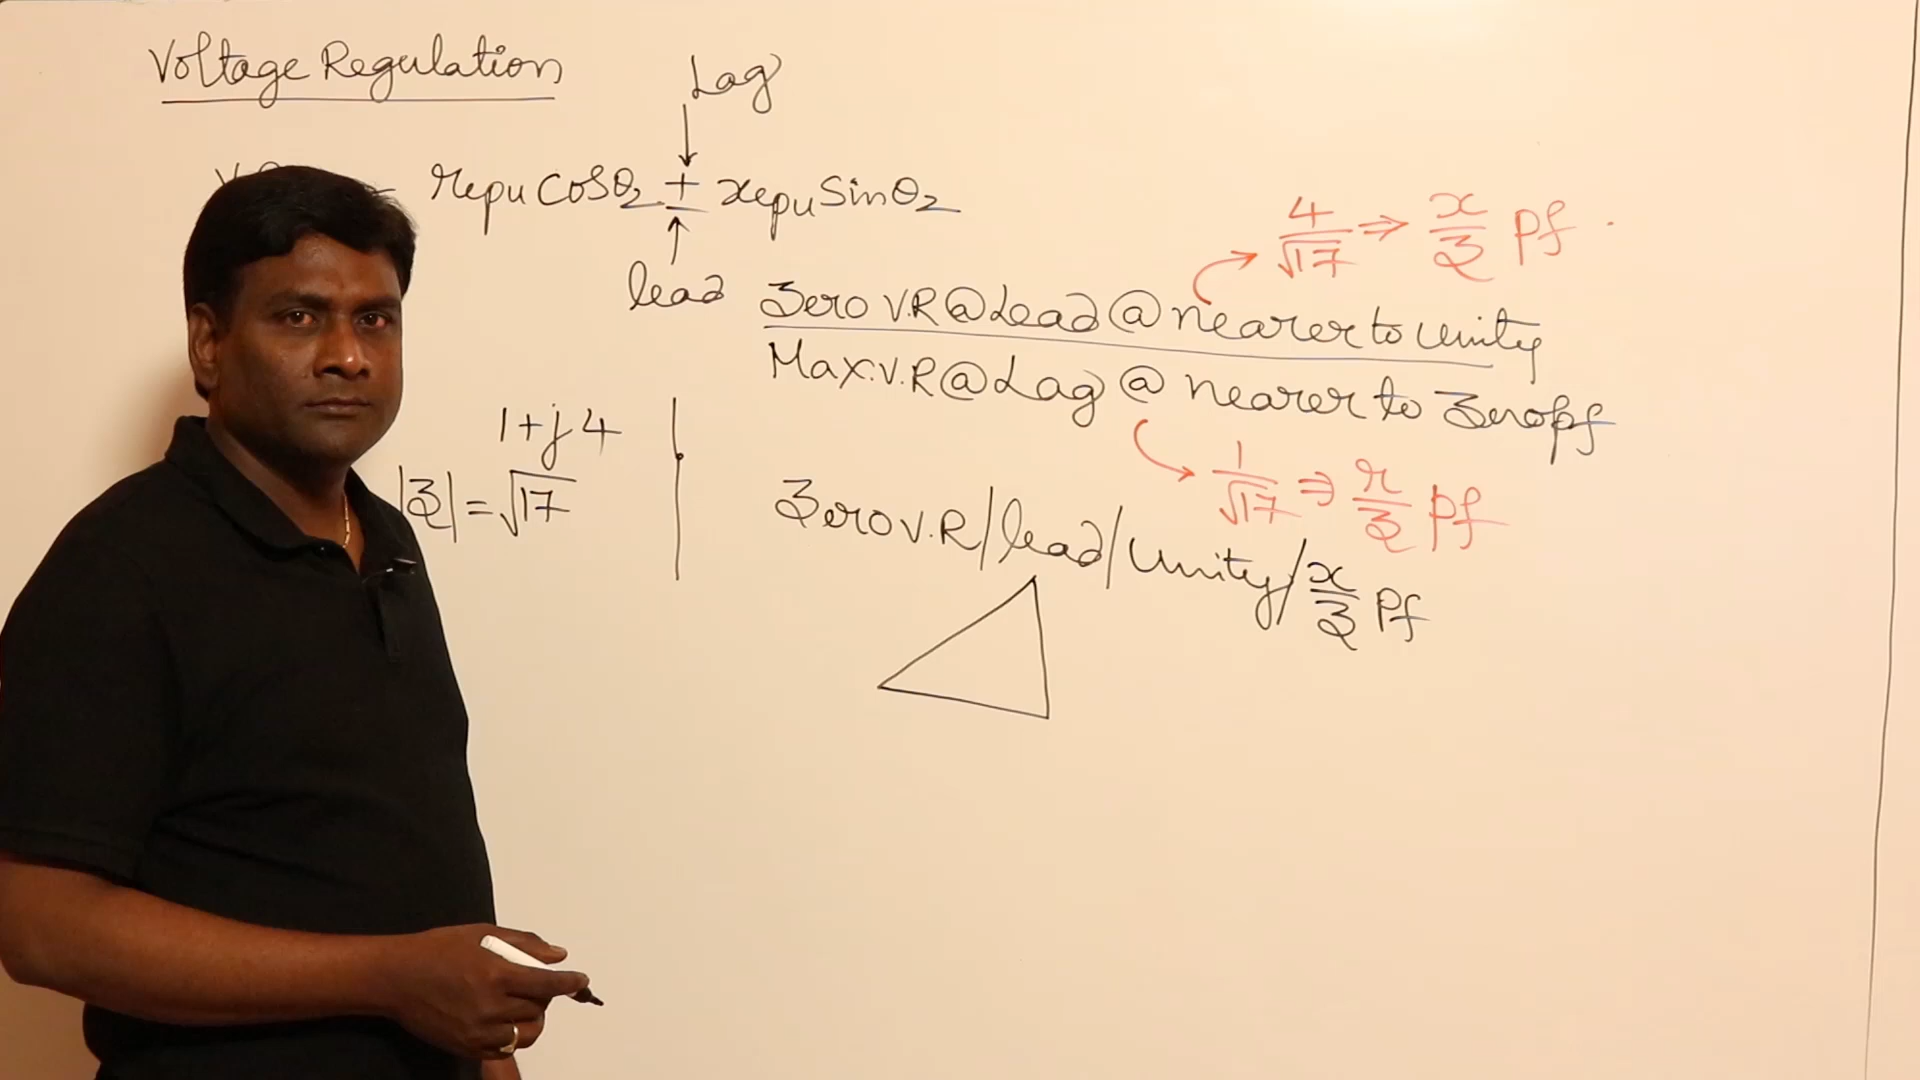 Voltage Regulation
Lag
repu Cosθ2 ± xepu Sinθ2
lead
4/√17 ⇒ x/z Pf
Zero V.R @ Lead @ nearer to unity
Max. V.R @ Lag @ nearer to Zero pf
1/√17 ⇒ r/z Pf
1+j4
|z| = √17
Zero V.R/lead/unity/x/z Pf